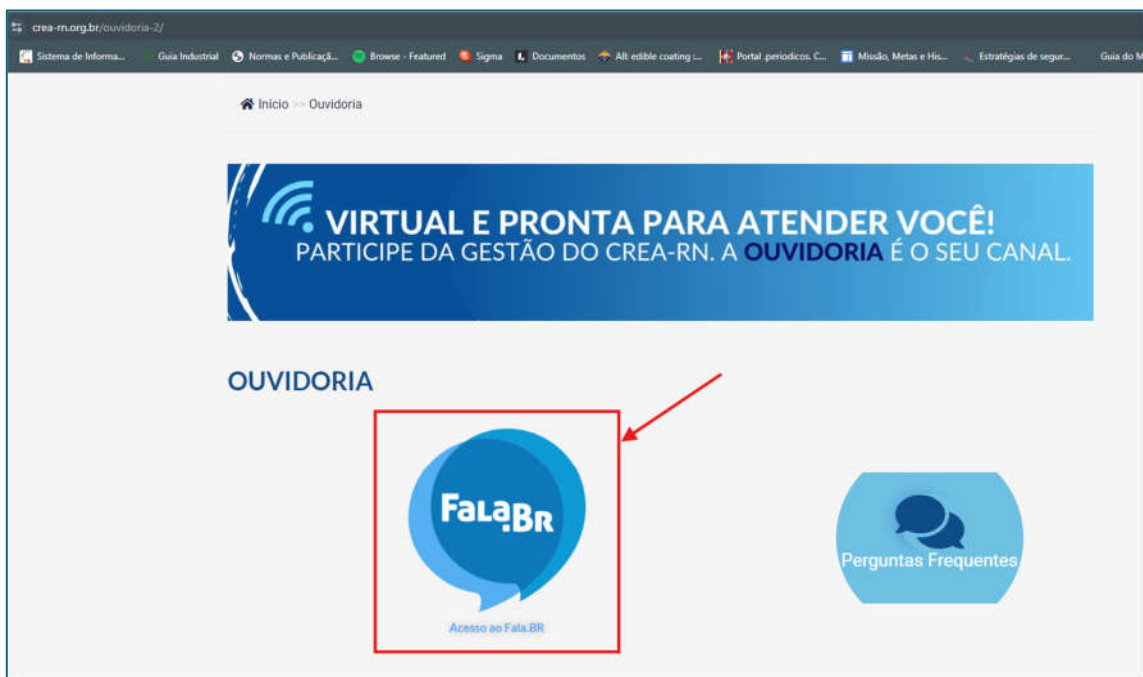 crea-rn.org.br/ouvidoria-2/
Sistema de Informa... Guia Industrial Normas e Publicaçã... Browse - Featured Sigma Documentos Alt edible coating :... Portal .periodicos. C... Missão, Metas e His... Estratégias de segur... Guia do M
Início >> Ouvidoria
VIRTUAL E PRONTA PARA ATENDER VOCÊ!
PARTICIPE DA GESTÃO DO CREA-RN. A OUVIDORIA É O SEU CANAL.
OUVIDORIA
FALA.BR
Acesso ao Fala.BR
Perguntas Frequentes